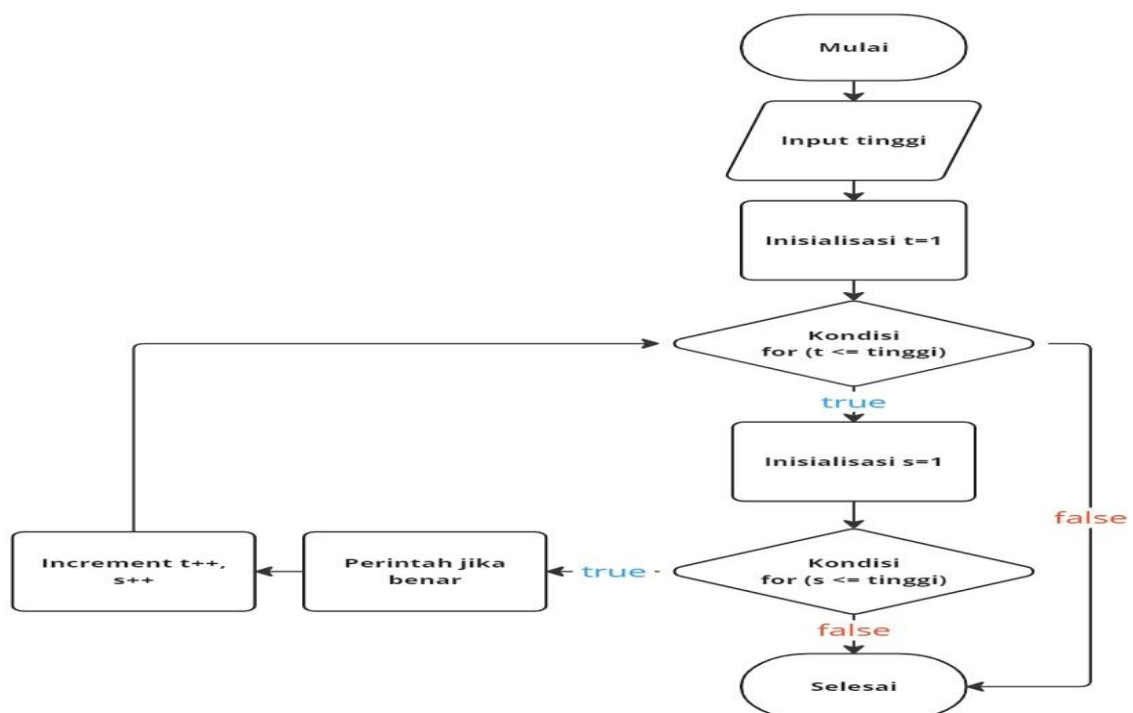 Mulai
Input tinggi
Inisialisasi t=1
Kondisi
for (t <= tinggi)
true
Inisialisasi s=1
false
Kondisi
for (s <= tinggi)
true
Perintah jika
benar
Increment t++,
s++
false
Selesai